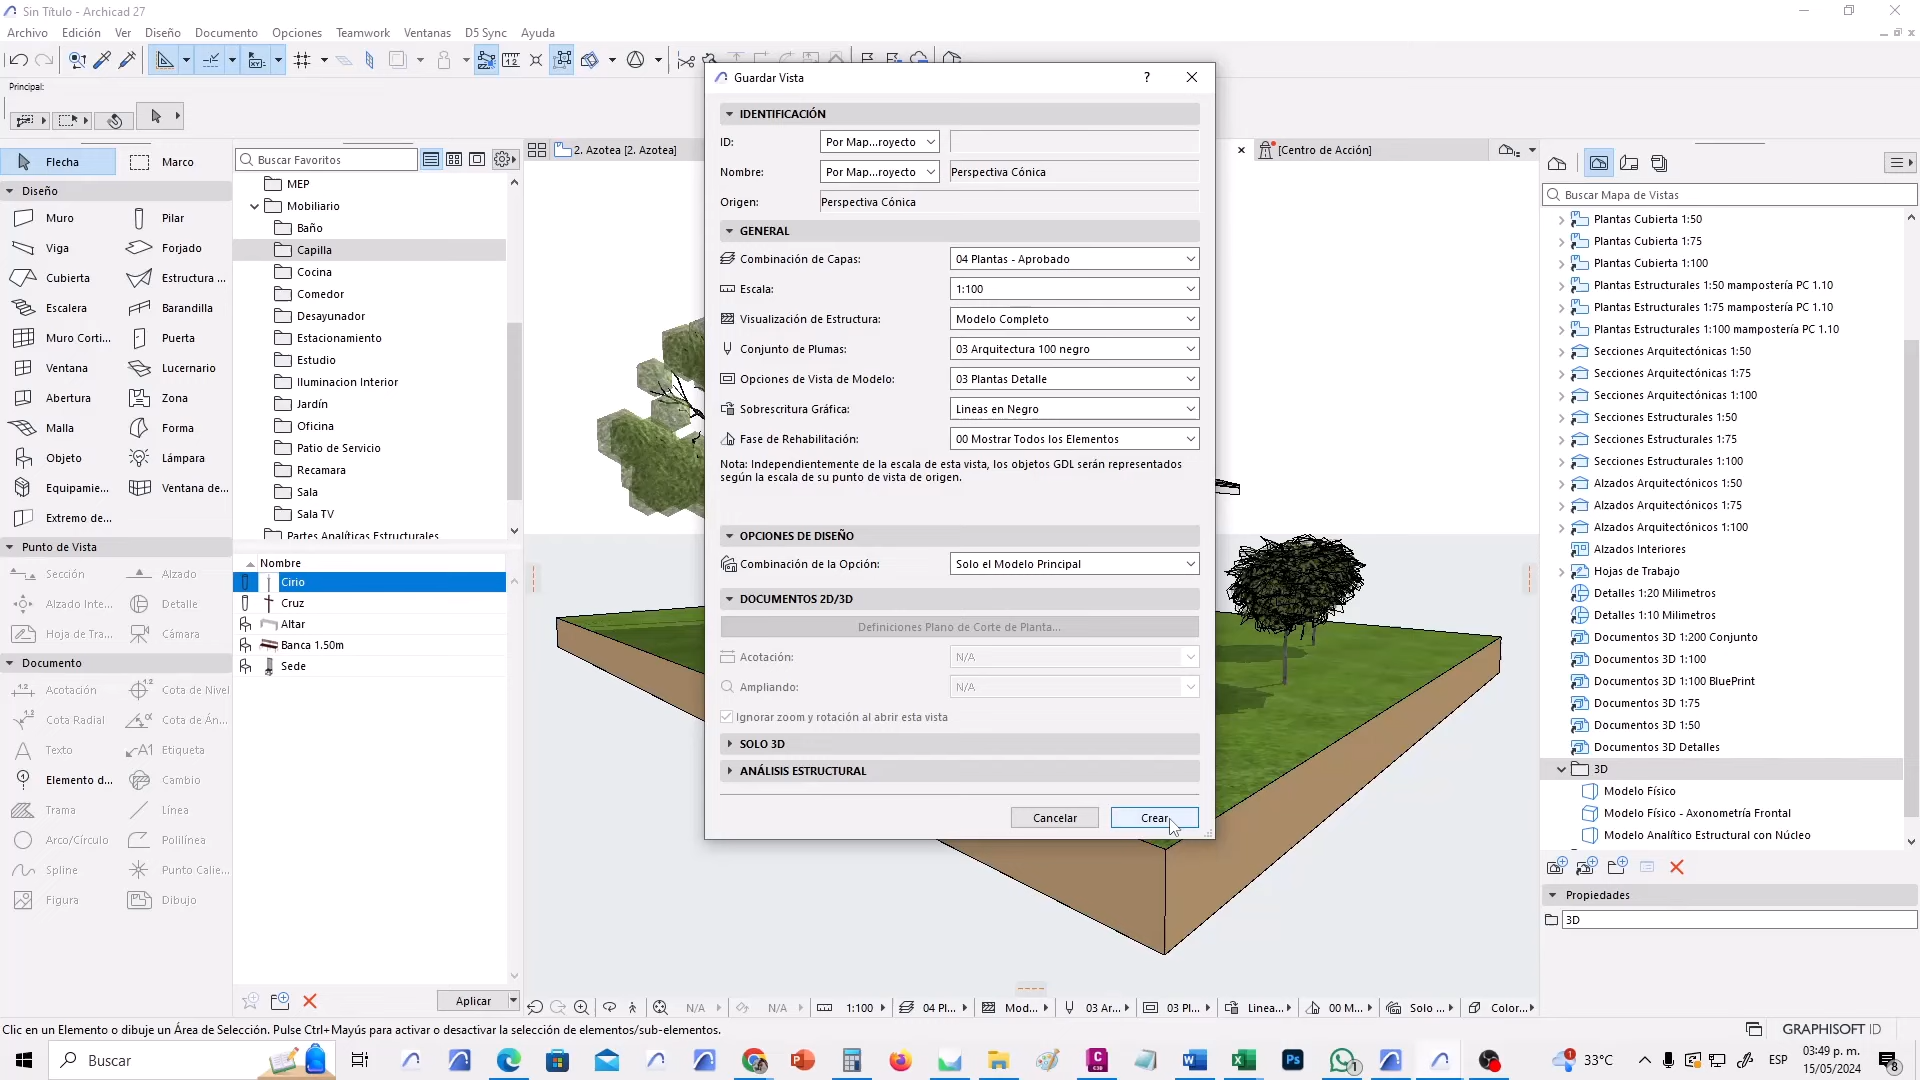 Sin Título - Archicad 27
Archivo Edición Ver Diseño Documento Opciones Teamwork Ventanas D5 Sync Ayuda
Principal:
Flecha Marco
Diseño
Muro Pilar
Viga Forjado
Cubierta Estructura ...
Escalera Barandilla
Muro Corti... Puerta
Ventana Lucernario
Abertura Zona
Malla Forma
Objeto Lámpara
Equipamie... Ventana de...
Extremo de...
Punto de Vista
Sección Alzado
Alzado Inte... Detalle
Hoja de Tra... Cámara
Documento
Acotación Cota de Nivel
Cota Radial Cota de Án...
Texto Etiqueta
Elemento d... Cambio
Trama Línea
Arco/Círculo Polilínea
Spline Punto Calie...
Figura Dibujo
Buscar Favoritos
MEP
Mobiliario
Baño
Capilla
Cocina
Comedor
Desayunador
Estacionamiento
Estudio
Iluminacion Interior
Jardín
Oficina
Patio de Servicio
Recamara
Sala
Sala TV
Partes Analíticas Estructurales
Nombre
Cirio
Cruz
Altar
Banca 1.50m
Sede
Aplicar
2. Azotea [2. Azotea]
[Centro de Acción]
Guardar Vista ?
IDENTIFICACIÓN
ID: Por Map...royecto
Nombre: Por Map...royecto Perspectiva Cónica
Origen: Perspectiva Cónica
GENERAL
Combinación de Capas: 04 Plantas - Aprobado
Escala: 1:100
Visualización de Estructura: Modelo Completo
Conjunto de Plumas: 03 Arquitectura 100 negro
Opciones de Vista de Modelo: 03 Plantas Detalle
Sobrescritura Gráfica: Lineas en Negro
Fase de Rehabilitación: 00 Mostrar Todos los Elementos
Nota: Independientemente de la escala de esta vista, los objetos GDL serán representados
según la escala de su punto de vista de origen.
OPCIONES DE DISEÑO
Combinación de la Opción: Solo el Modelo Principal
DOCUMENTOS 2D/3D
Definiciones Plano de Corte de Planta...
Acotación: N/A
Ampliando: N/A
Ignorar zoom y rotación al abrir esta vista
SOLO 3D
ANÁLISIS ESTRUCTURAL
Cancelar Crear
Buscar Mapa de Vistas
Plantas Cubierta 1:50
Plantas Cubierta 1:75
Plantas Cubierta 1:100
Plantas Estructurales 1:50 mampostería PC 1.10
Plantas Estructurales 1:75 mampostería PC 1.10
Plantas Estructurales 1:100 mampostería PC 1.10
Secciones Arquitectónicas 1:50
Secciones Arquitectónicas 1:75
Secciones Arquitectónicas 1:100
Secciones Estructurales 1:50
Secciones Estructurales 1:75
Secciones Estructurales 1:100
Alzados Arquitectónicos 1:50
Alzados Arquitectónicos 1:75
Alzados Arquitectónicos 1:100
Alzados Interiores
Hojas de Trabajo
Detalles 1:20 Milimetros
Detalles 1:10 Milimetros
Documentos 3D 1:200 Conjunto
Documentos 3D 1:100
Documentos 3D 1:100 BluePrint
Documentos 3D 1:75
Documentos 3D 1:50
Documentos 3D Detalles
3D
Modelo Físico
Modelo Físico - Axonometría Frontal
Modelo Analítico Estructural con Núcleo
Propiedades
3D
N/A N/A 1:100 04 Pl... Mod... 03 Ar... 03 Pl... Linea... 00 M... Solo ... Color...
Clic en un Elemento o dibuje un Área de Selección. Pulse Ctrl+Mayús para activar o desactivar la selección de elementos/sub-elementos.
GRAPHISOFT ID
Buscar
33°C ESP 03:49 p. m.
15/05/2024